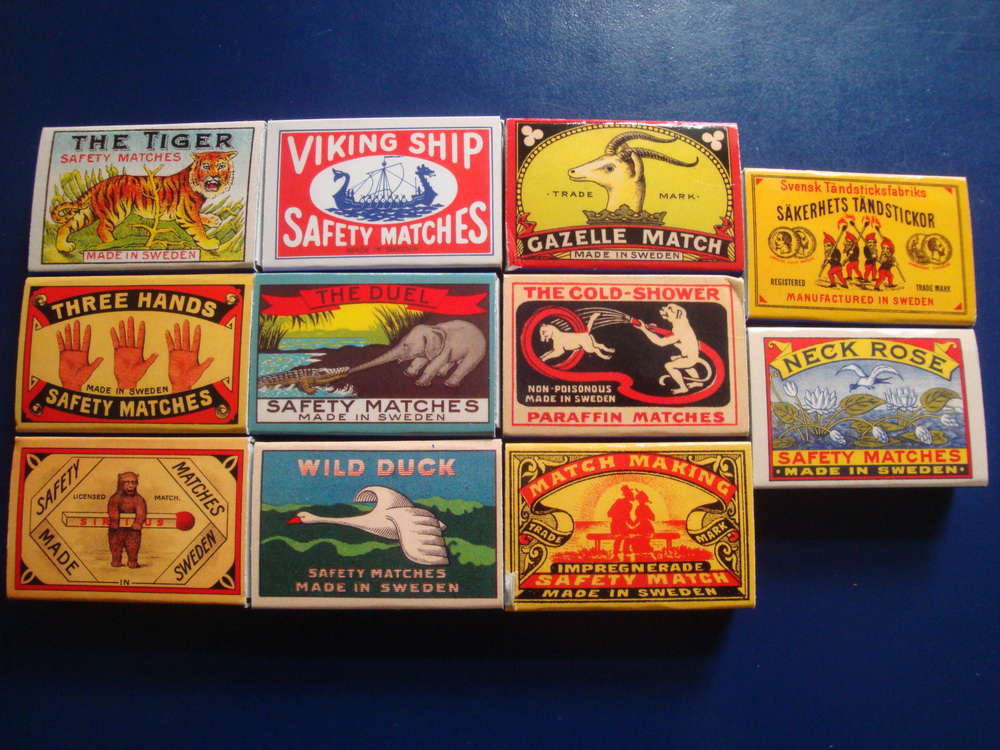 THE TIGER
SAFETY MATCHES
MADE IN SWEDEN
VIKING SHIP
SAFETY MATCHES
MADE IN SWEDEN
TRADE MARK
GAZELLE MATCH
MADE IN SWEDEN
Svensk Tändsticksfabriks
SÄKERHETS TÄNDSTICKOR
REGISTERED TRADE MARK
MANUFACTURED IN SWEDEN
THREE HANDS
MADE IN SWEDEN
SAFETY MATCHES
THE DUEL
SAFETY MATCHES
MADE IN SWEDEN
THE COLD-SHOWER
NON-POISONOUS
MADE IN SWEDEN
PARAFFIN MATCHES
NECK ROSE
SAFETY MATCHES
•MADE IN SWEDEN•
SAFETY MATCHES
LICENSED MATCH.
MADE IN SWEDEN
WILD DUCK
SAFETY MATCHES
MADE IN SWEDEN
MATCH MAKING
TRADE MARK
IMPREGNERADE
SAFETY MATCH
MADE IN SWEDEN